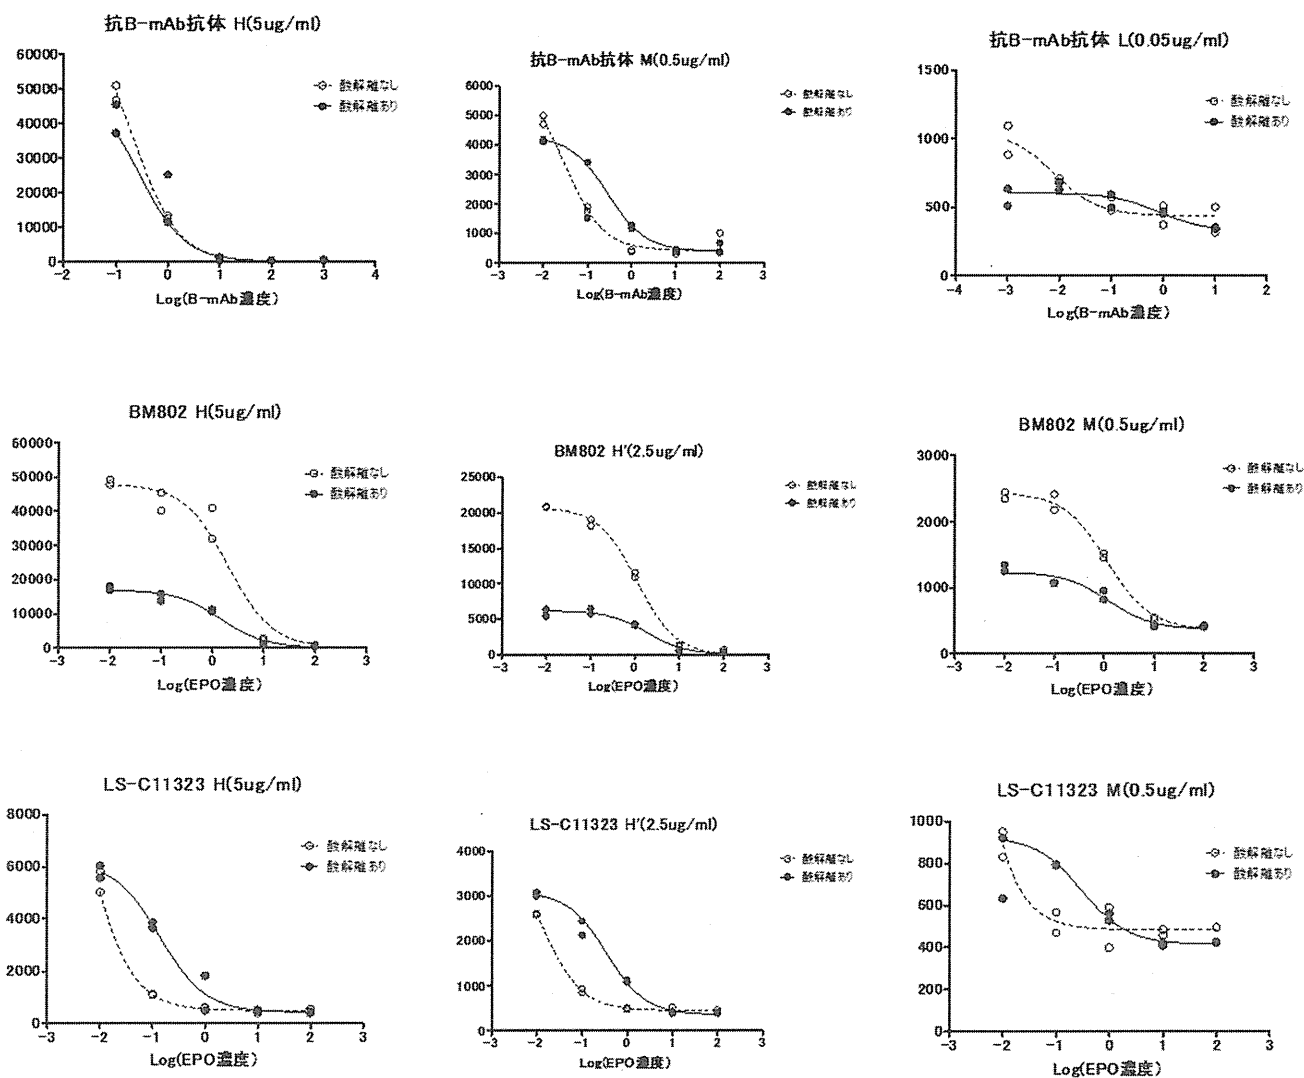 抗B-mAb抗体 H(5ug/ml)
60000
50000
40000
30000
20000
10000
0
-2 -1 0 1 2 3 4
Log(B-mAb濃度)
酸解離なし
酸解離あり
抗B-mAb抗体 M(0.5ug/ml)
6000
5000
4000
3000
2000
1000
0
-3 -2 -1 0 1 2 3
Log(B-mAb濃度)
酸解離なし
酸解離あり
抗B-mAb抗体 L(0.05ug/ml)
1500
1000
500
0
-4 -3 -2 -1 0 1 2
Log(B-mAb濃度)
酸解離なし
酸解離あり
BM802 H(5ug/ml)
60000
50000
40000
30000
20000
10000
0
-3 -2 -1 0 1 2 3
Log(EPO濃度)
酸解離なし
酸解離あり
BM802 H'(2.5ug/ml)
25000
20000
15000
10000
5000
0
-3 -2 -1 0 1 2 3
Log(EPO濃度)
酸解離なし
酸解離あり
BM802 M(0.5ug/ml)
3000
2000
1000
0
-3 -2 -1 0 1 2 3
Log(EPO濃度)
酸解離なし
酸解離あり
LS-C11323 H(5ug/ml)
8000
6000
4000
2000
0
-3 -2 -1 0 1 2 3
Log(EPO濃度)
酸解離なし
酸解離あり
LS-C11323 H'(2.5ug/ml)
4000
3000
2000
1000
0
-3 -2 -1 0 1 2 3
Log(EPO濃度)
酸解離なし
酸解離あり
LS-C11323 M(0.5ug/ml)
1000
800
600
400
200
0
-3 -2 -1 0 1 2 3
Log(EPO濃度)
酸解離なし
酸解離あり